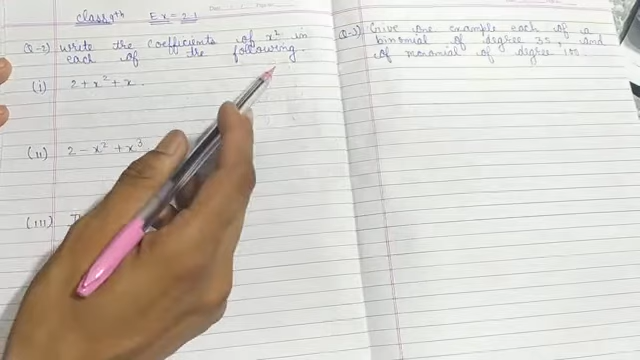 class 9th Ex = 2.1
Q-2) Write the coefficients of x² in
each of the following.
(i) 2 + x² + x.
(ii) 2 - x² + x³
(iii)
Q-3) Give one example each of a
binomial of degree 35, and
of monomial of degree 100.